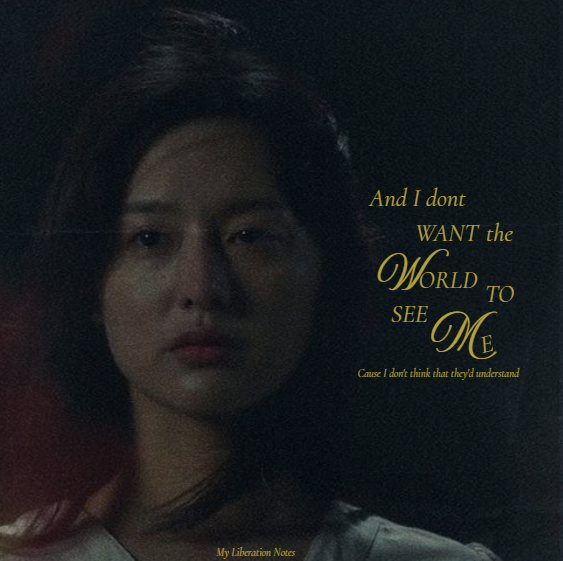 And I dont
WANT the
WORLD TO
SEE ME
Cause I don't think that they'd understand
My Liberation Notes